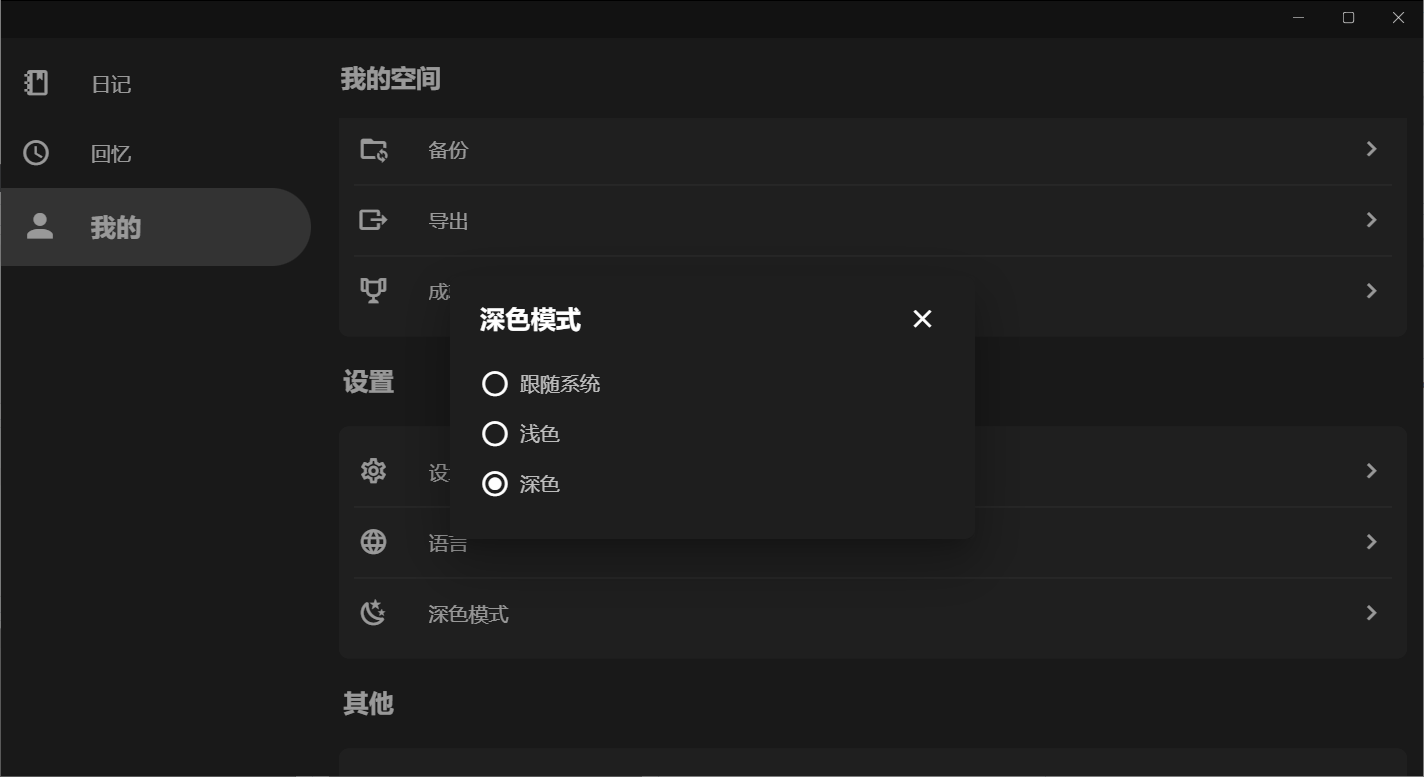 日记
回忆
我的
我的空间
备份
导出
成
设置
深色模式
跟随系统
浅色
深色
设
语言
深色模式
其他